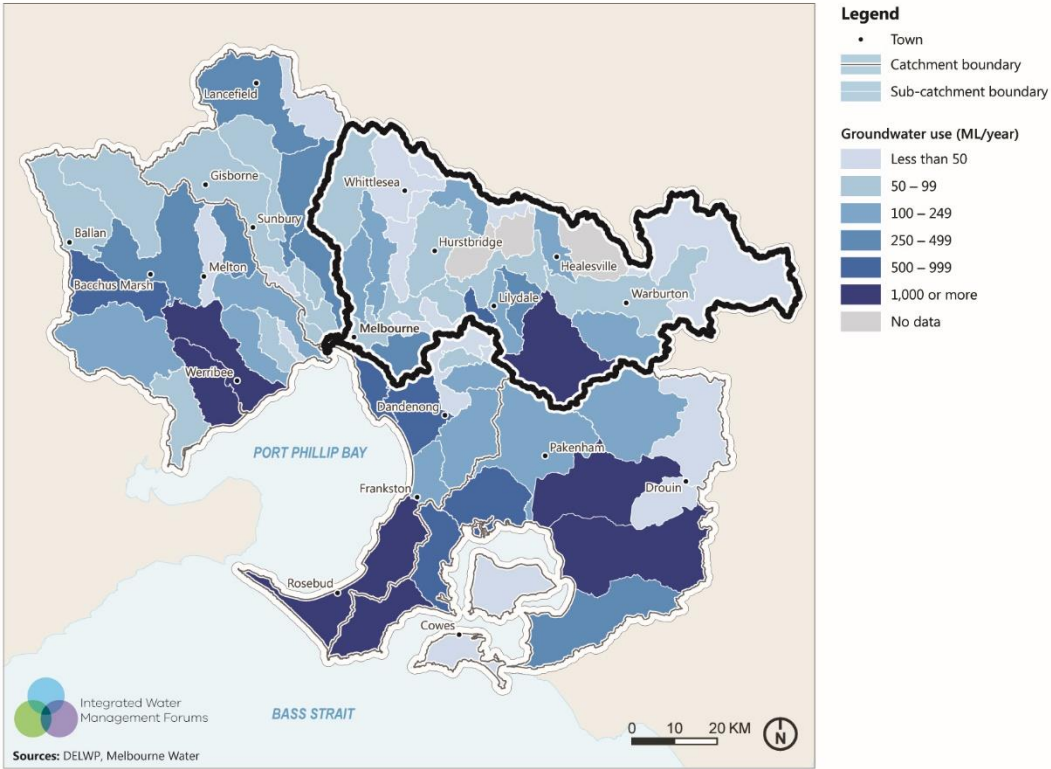 Lancefield
Gisborne
Whittlesea
Sunbury
Ballan
Hurstbridge
Healesville
Melton
Bacchus Marsh
Lilydale
Warburton
Melbourne
Werribee
Dandenong
PORT PHILLIP BAY
Pakenham
Frankston
Drouin
Rosebud
Cowes
Integrated Water
Management Forums
BASS STRAIT
0 10 20 KM
N
Sources: DELWP, Melbourne Water
Legend
Town
Catchment boundary
Sub-catchment boundary
Groundwater use (ML/year)
Less than 50
50 – 99
100 – 249
250 – 499
500 – 999
1,000 or more
No data